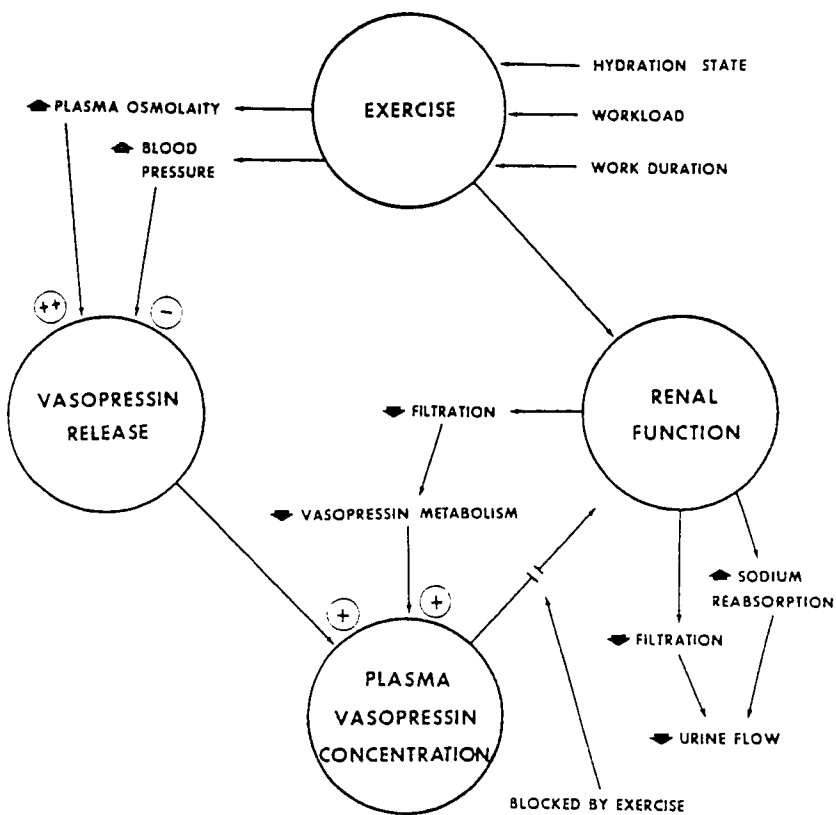 EXERCISE
HYDRATION STATE
WORKLOAD
WORK DURATION
PLASMA OSMOLAITY
BLOOD
PRESSURE
++
−
VASOPRESSIN
RELEASE
RENAL
FUNCTION
FILTRATION
VASOPRESSIN METABOLISM
SODIUM
REABSORPTION
FILTRATION
URINE FLOW
+
+
PLASMA
VASOPRESSIN
CONCENTRATION
BLOCKED BY EXERCISE